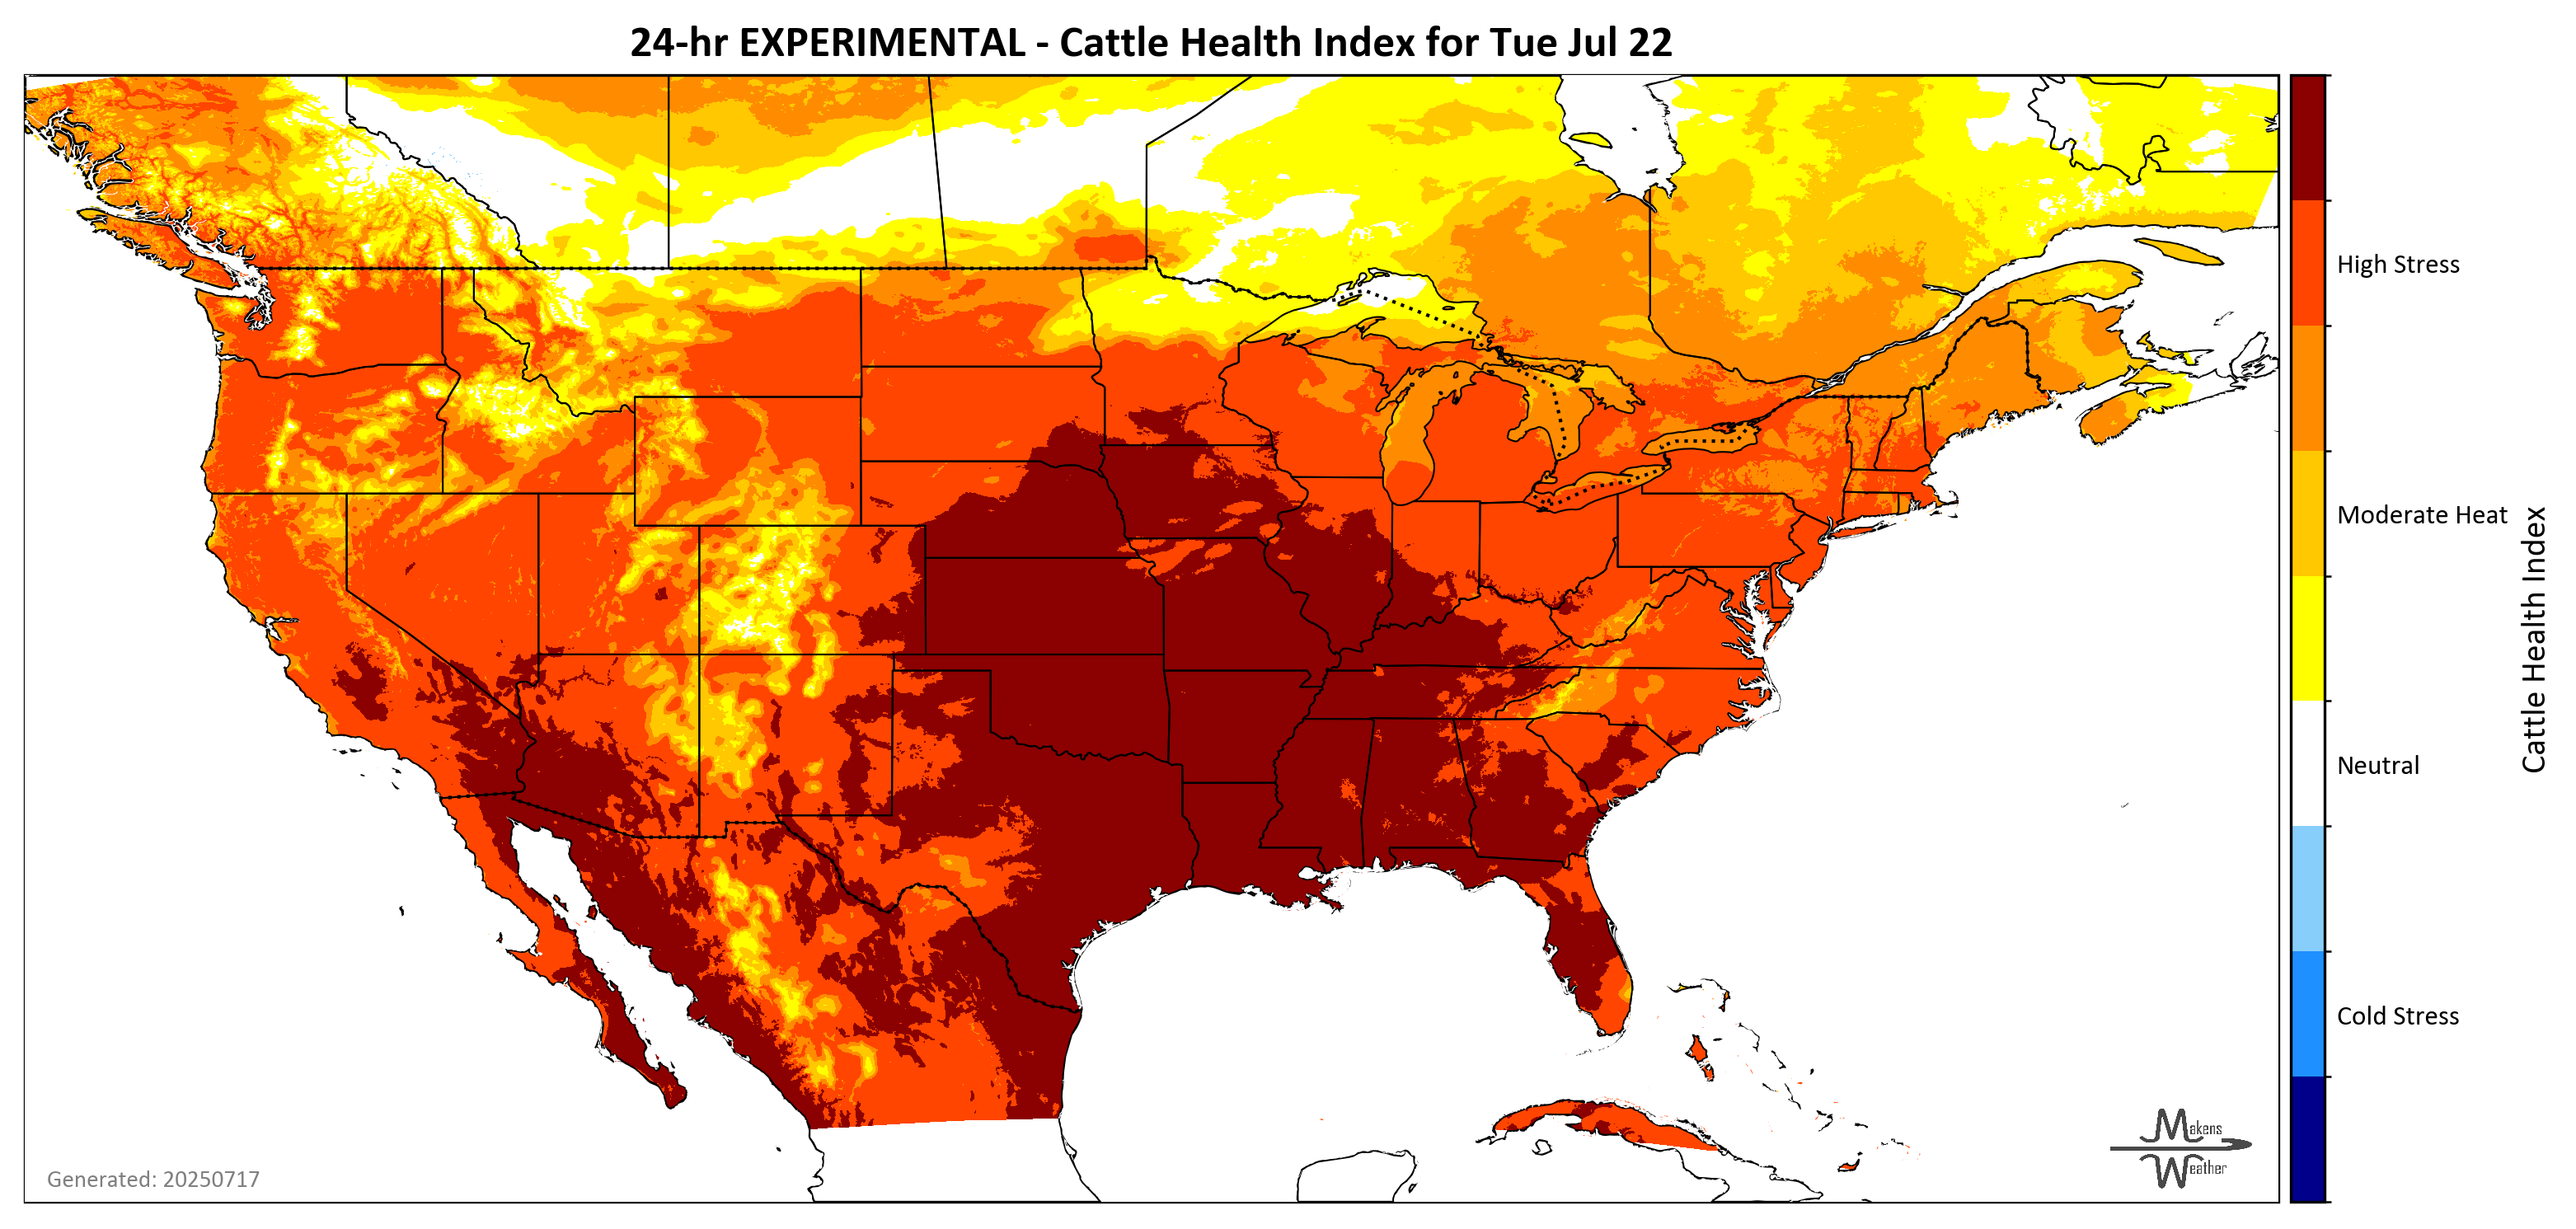 24-hr EXPERIMENTAL - Cattle Health Index for Tue Jul 22
High Stress
Moderate Heat
Neutral
Cold Stress
Cattle Health Index
Generated: 20250717
Makens
Weather